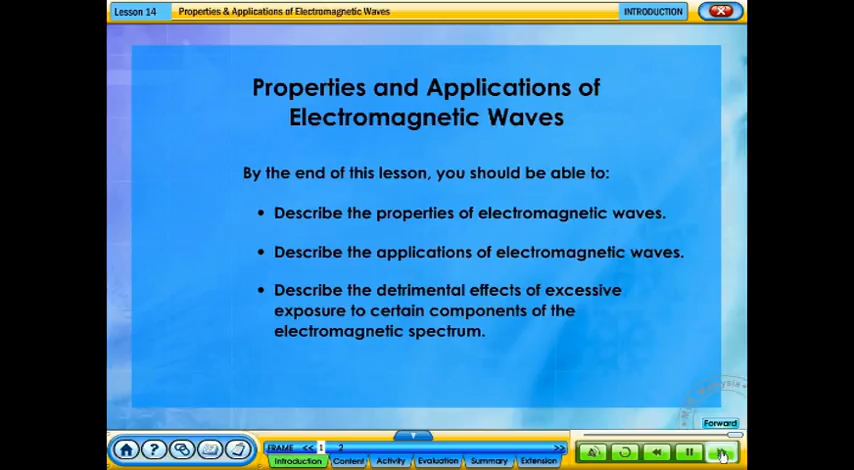 Lesson 14
Properties & Applications of Electromagnetic Waves
INTRODUCTION
Properties and Applications of
Electromagnetic Waves
By the end of this lesson, you should be able to:
• Describe the properties of electromagnetic waves.
• Describe the applications of electromagnetic waves.
• Describe the detrimental effects of excessive
exposure to certain components of the
electromagnetic spectrum.
Malaysia
Forward
FRAME << 1 2 >>
Introduction Content Activity Evaluation Summary Extension